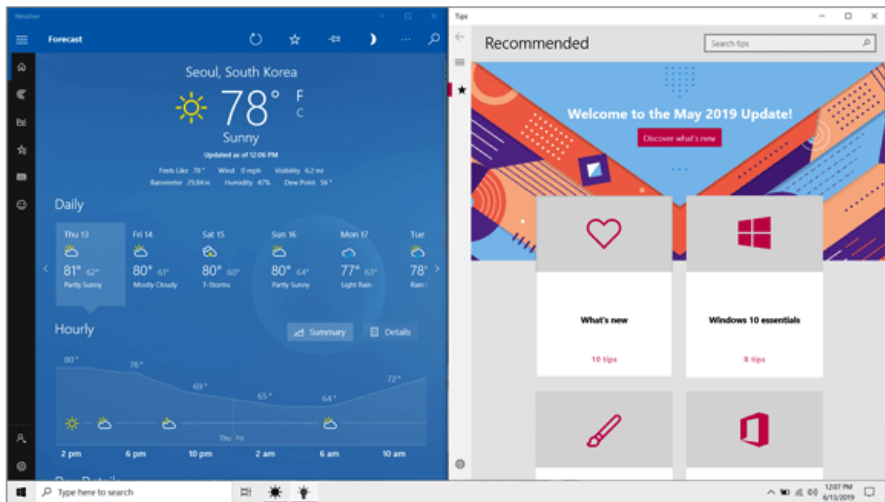 Weather
Forecast
Seoul, South Korea
78° F
C
Sunny
Updated as of 12:06 PM
Feels Like 78° Wind 0 mph Visibility 6.2 mi
Barometer 29.84 in Humidity 47% Dew Point 56°
Daily
Thu 13 Fri 14 Sat 15 Sun 16 Mon 17 Tue
81° 62° 80° 61° 80° 60° 80° 64° 77° 63° 78°
Partly Sunny Mostly Cloudy T-Storms Partly Sunny Light Rain Rain
Hourly
Summary Details
80° 78° 69° 65° 64° 72°
Thu Fri
2 pm 6 pm 10 pm 2 am 6 am 10 am
Day Details
Tips
Recommended
Search tips
Welcome to the May 2019 Update!
Discover what's new
What's new
10 tips
Windows 10 essentials
8 tips
Type here to search
12:07 PM
6/13/2019